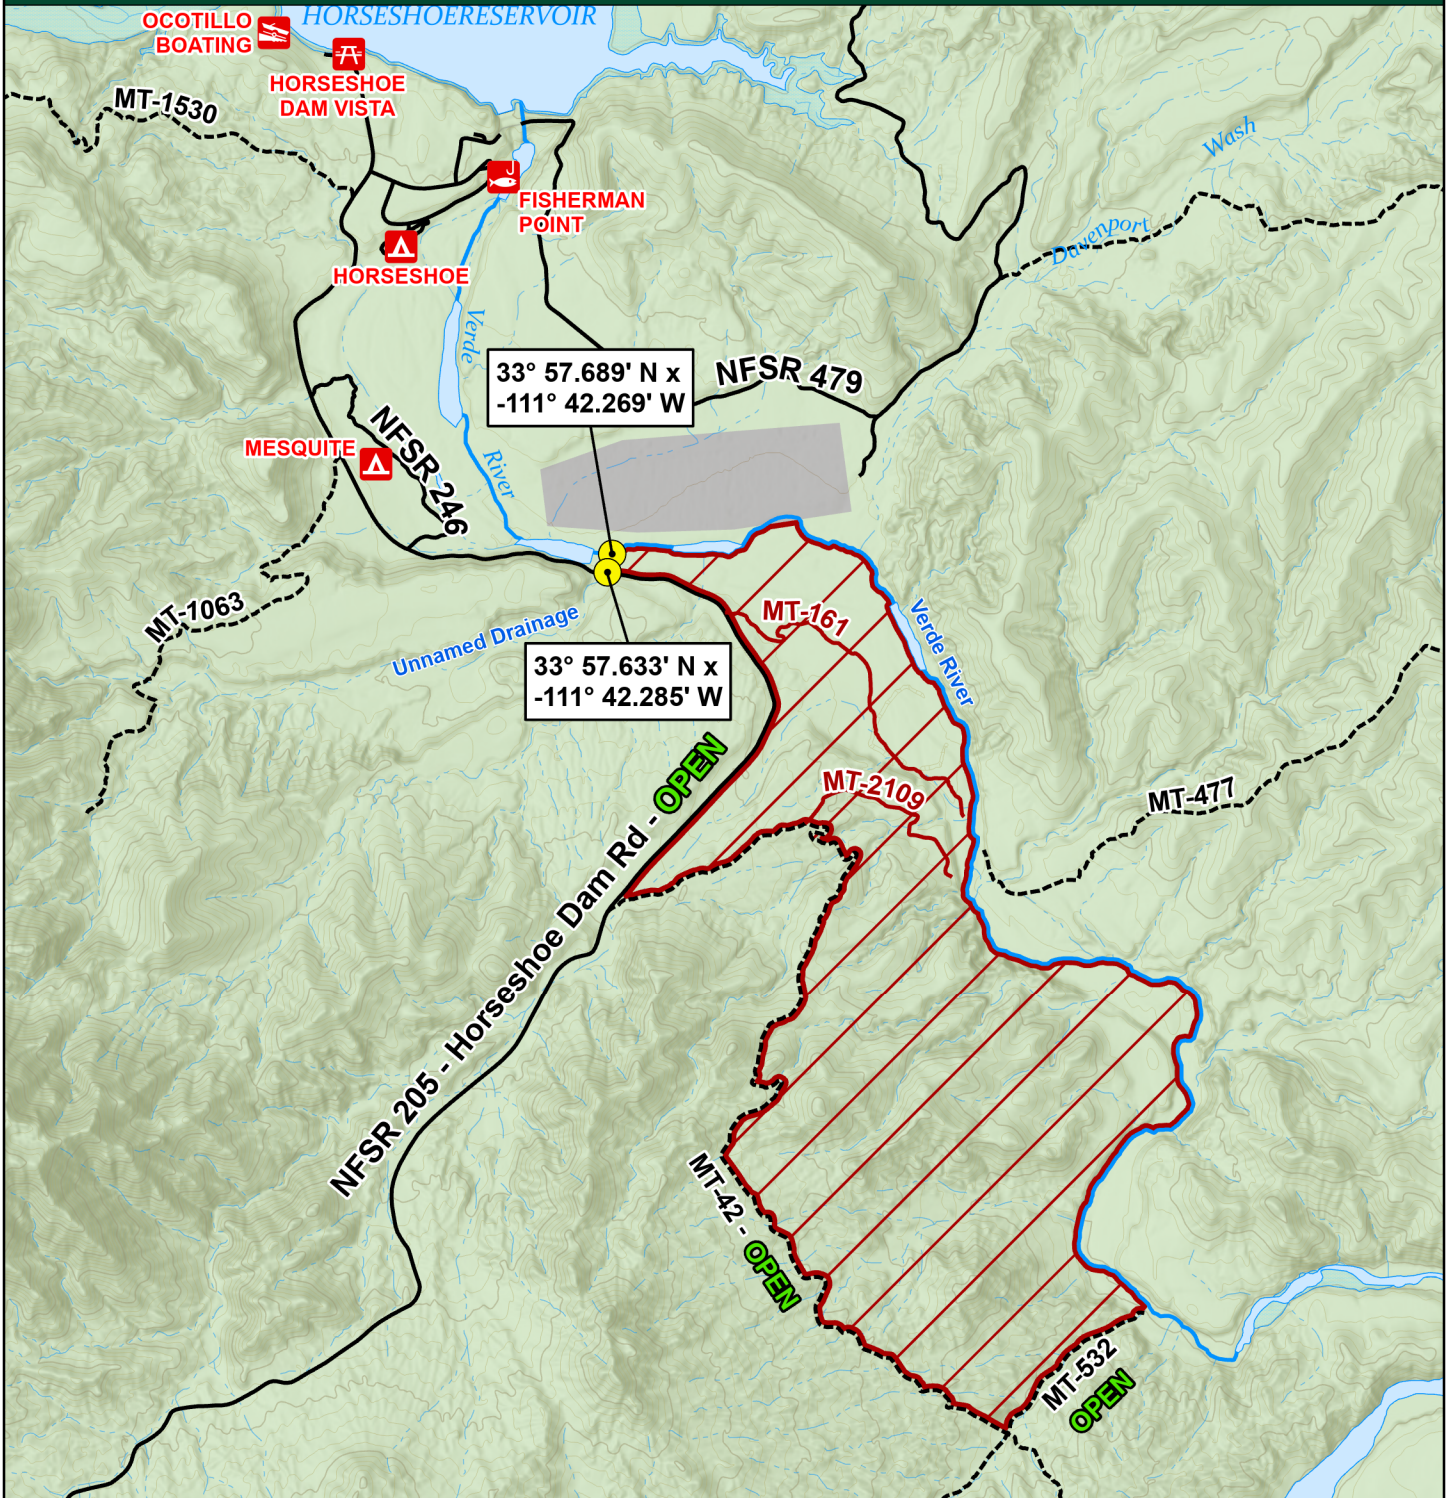 HORSESHOERESERVOIR
OCOTILLO
BOATING
HORSESHOE
DAM VISTA
MT-1530
Wash
FISHERMAN
POINT
Davenport
HORSESHOE
Verde
33° 57.689' N x
-111° 42.269' W
NFSR 479
MESQUITE
NFSR 246
River
MT-1063
Unnamed Drainage
MT-161
Verde River
33° 57.633' N x
-111° 42.285' W
MT-2109
MT-477
NFSR 205 - Horseshoe Dam Rd - OPEN
MT-42 - OPEN
MT-532
OPEN